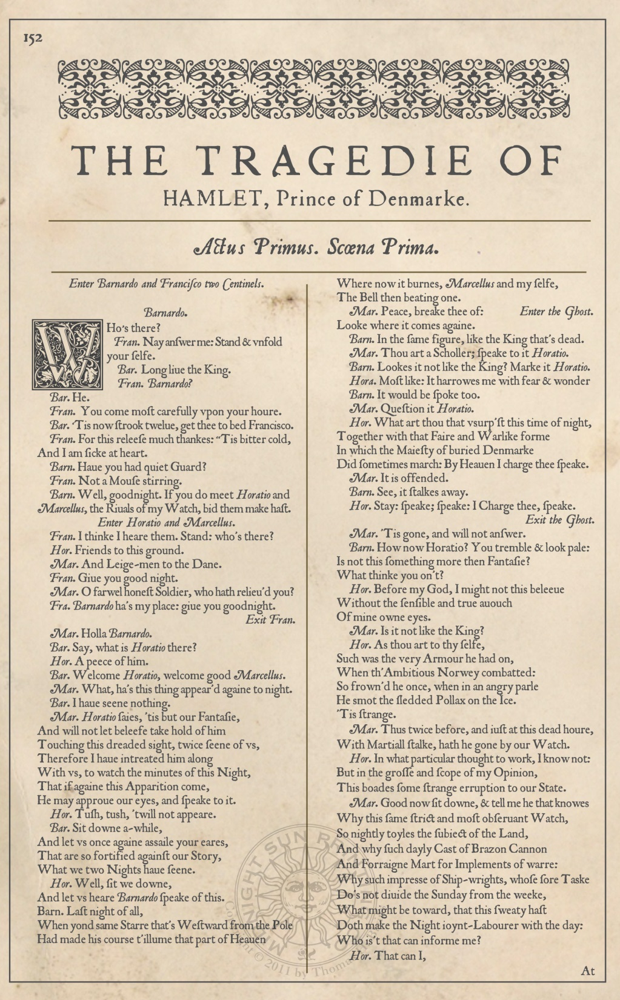 152
THE TRAGEDIE OF
HAMLET, Prince of Denmarke.
Actus Primus. Scœna Prima.
Enter Barnardo and Franciſco two Centinels.
Barnardo.
WHo's there?
Fran. Nay anſwer me: Stand & vnfold
your ſelfe.
Bar. Long liue the King.
Fran. Barnardo?
Bar. He.
Fran. You come moſt carefully vpon your houre.
Bar. 'Tis now ſtrook twelue, get thee to bed Francisco.
Fran. For this releeſe much thankes: “Tis bitter cold,
And I am ſicke at heart.
Barn. Haue you had quiet Guard?
Fran. Not a Mouſe stirring.
Barn. Well, goodnight. If you do meet Horatio and
Marcellus, the Riuals of my Watch, bid them make haſt.
Enter Horatio and Marcellus.
Fran. I thinke I heare them. Stand: who's there?
Hor. Friends to this ground.
Mar. And Leige-men to the Dane.
Fran. Giue you good night.
Mar. O farwel honeſt Soldier, who hath relieu'd you?
Fra. Barnardo ha's my place: giue you goodnight.
Exit Fran.
Mar. Holla Barnardo.
Bar. Say, what is Horatio there?
Hor. A peece of him.
Bar. Welcome Horatio, welcome good Marcellus.
Mar. What, ha's this thing appear'd againe to night.
Bar. I haue seene nothing.
Mar. Horatio ſaies, 'tis but our Fantaſie,
And will not let beleefe take hold of him
Touching this dreaded sight, twice ſeene of vs,
Therefore I haue intreated him along
With vs, to watch the minutes of this Night,
That if againe this Apparition come,
He may approue our eyes, and ſpeake to it.
Hor. Tuſh, tush, 'twill not appeare.
Bar. Sit downe a-while,
And let vs once againe assaile your eares,
That are so fortified againſt our Story,
What we two Nights haue ſeene.
Hor. Well, ſit we downe,
And let vs heare Barnardo ſpeake of this.
Barn. Laſt night of all,
When yond same Starre that's Weſtward from the Pole
Had made his course t'illume that part of Heauen
Where now it burnes, Marcellus and my ſelfe,
The Bell then beating one.
Mar. Peace, breake thee of: Enter the Ghost.
Looke where it comes againe.
Barn. In the ſame figure, like the King that's dead.
Mar. Thou art a Scholler; ſpeake to it Horatio.
Barn. Lookes it not like the King? Marke it Horatio.
Hora. Moſt like: It harrowes me with fear & wonder
Barn. It would be ſpoke too.
Mar. Queſtion it Horatio.
Hor. What art thou that vsurp'ſt this time of night,
Together with that Faire and Warlike forme
In which the Maieſty of buried Denmarke
Did ſometimes march: By Heauen I charge thee ſpeake.
Mar. It is offended.
Barn. See, it ſtalkes away.
Hor. Stay: ſpeake; ſpeake: I Charge thee, ſpeake.
Exit the Ghost.
Mar. 'Tis gone, and will not anſwer.
Barn. How now Horatio? You tremble & look pale:
Is not this ſomething more then Fantaſie?
What thinke you on't?
Hor. Before my God, I might not this beleeue
Without the ſenſible and true auouch
Of mine owne eyes.
Mar. Is it not like the King?
Hor. As thou art to thy ſelfe,
Such was the very Armour he had on,
When th'Ambitious Norwey combatted:
So frown'd he once, when in an angry parle
He smot the ſledded Pollax on the Ice.
'Tis ſtrange.
Mar. Thus twice before, and iuſt at this dead houre,
With Martiall ſtalke, hath he gone by our Watch.
Hor. In what particular thought to work, I know not:
But in the groſſe and ſcope of my Opinion,
This boades ſome ſtrange erruption to our State.
Mar. Good now ſit downe, & tell me he that knowes
Why this ſame ſtrict and moſt obſeruant Watch,
So nightly toyles the ſubiect of the Land,
And why ſuch dayly Cast of Brazon Cannon
And Forraigne Mart for Implements of warre:
Why such impresse of Ship-wrights, whoſe ſore Taske
Do's not diuide the Sunday from the weeke,
What might be toward, that this ſweaty haſt
Doth make the Night ioynt-Labourer with the day:
Who is't that can informe me?
Hor. That can I,
At
MIDNIGHT SUN
© 2011 by Thomas